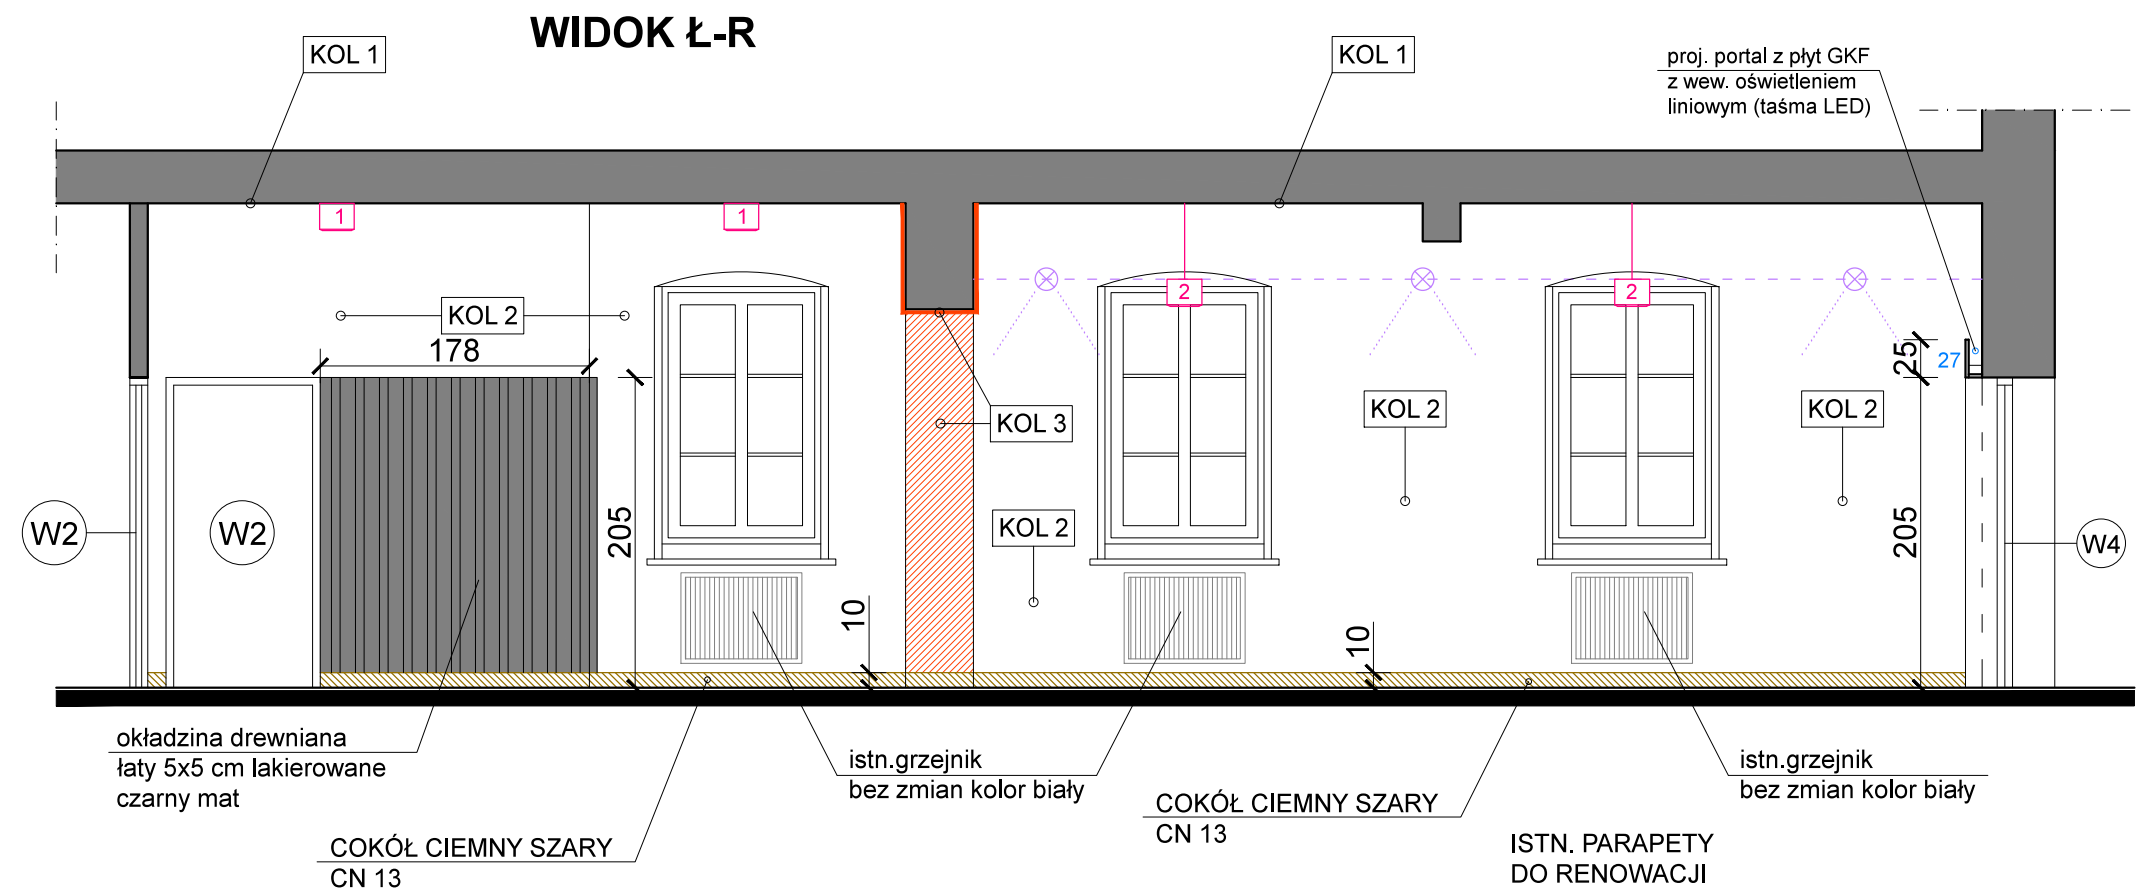 WIDOK Ł-R
KOL 1
KOL 1
proj. portal z płyt GKF
z wew. oświetleniem
liniowym (taśma LED)
1
1
2
2
KOL 2
178
25
27
KOL 3
KOL 2
KOL 2
KOL 2
W2
W2
205
205
W4
10
10
okładzina drewniana
łaty 5x5 cm lakierowane
czarny mat
istn.grzejnik
bez zmian kolor biały
istn.grzejnik
bez zmian kolor biały
COKÓŁ CIEMNY SZARY
CN 13
COKÓŁ CIEMNY SZARY
CN 13
ISTN. PARAPETY
DO RENOWACJI